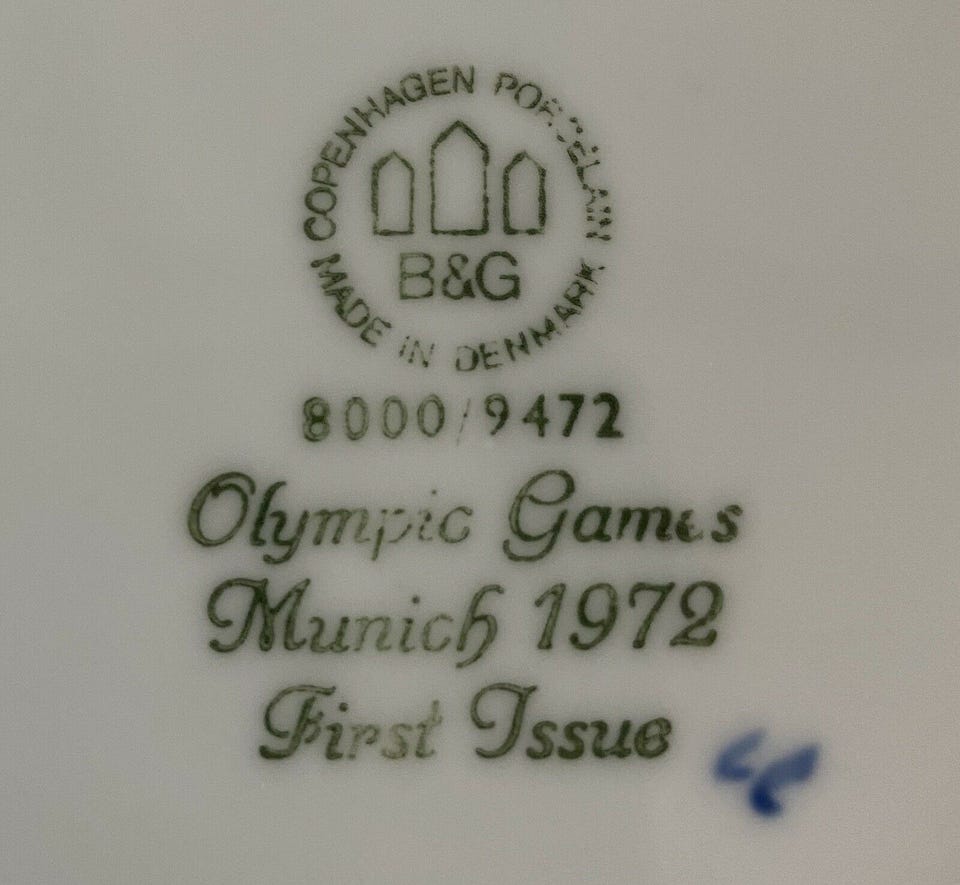 COPENHAGEN PORCELAIN
B&G
MADE IN DENMARK
8000/9472
Olympic Games
Munich 1972
First Issue